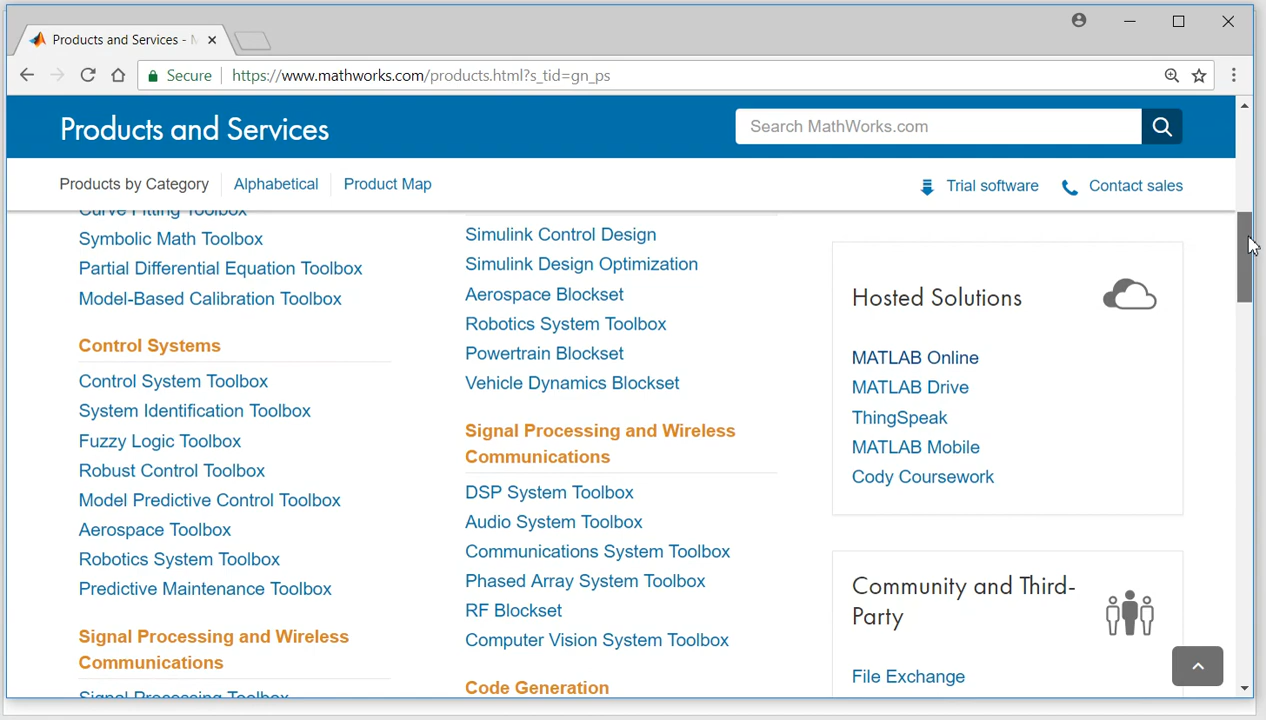 Products and Services -
Secure
https://www.mathworks.com/products.html?s_tid=gn_ps
Products and Services
Search MathWorks.com
Products by Category
Alphabetical
Product Map
Trial software
Contact sales
Curve Fitting Toolbox
Symbolic Math Toolbox
Partial Differential Equation Toolbox
Model-Based Calibration Toolbox
Control Systems
Control System Toolbox
System Identification Toolbox
Fuzzy Logic Toolbox
Robust Control Toolbox
Model Predictive Control Toolbox
Aerospace Toolbox
Robotics System Toolbox
Predictive Maintenance Toolbox
Signal Processing and Wireless
Communications
Signal Processing Toolbox
Simulink Control Design
Simulink Design Optimization
Aerospace Blockset
Robotics System Toolbox
Powertrain Blockset
Vehicle Dynamics Blockset
Signal Processing and Wireless
Communications
DSP System Toolbox
Audio System Toolbox
Communications System Toolbox
Phased Array System Toolbox
RF Blockset
Computer Vision System Toolbox
Code Generation
Hosted Solutions
MATLAB Online
MATLAB Drive
ThingSpeak
MATLAB Mobile
Cody Coursework
Community and Third-
Party
File Exchange